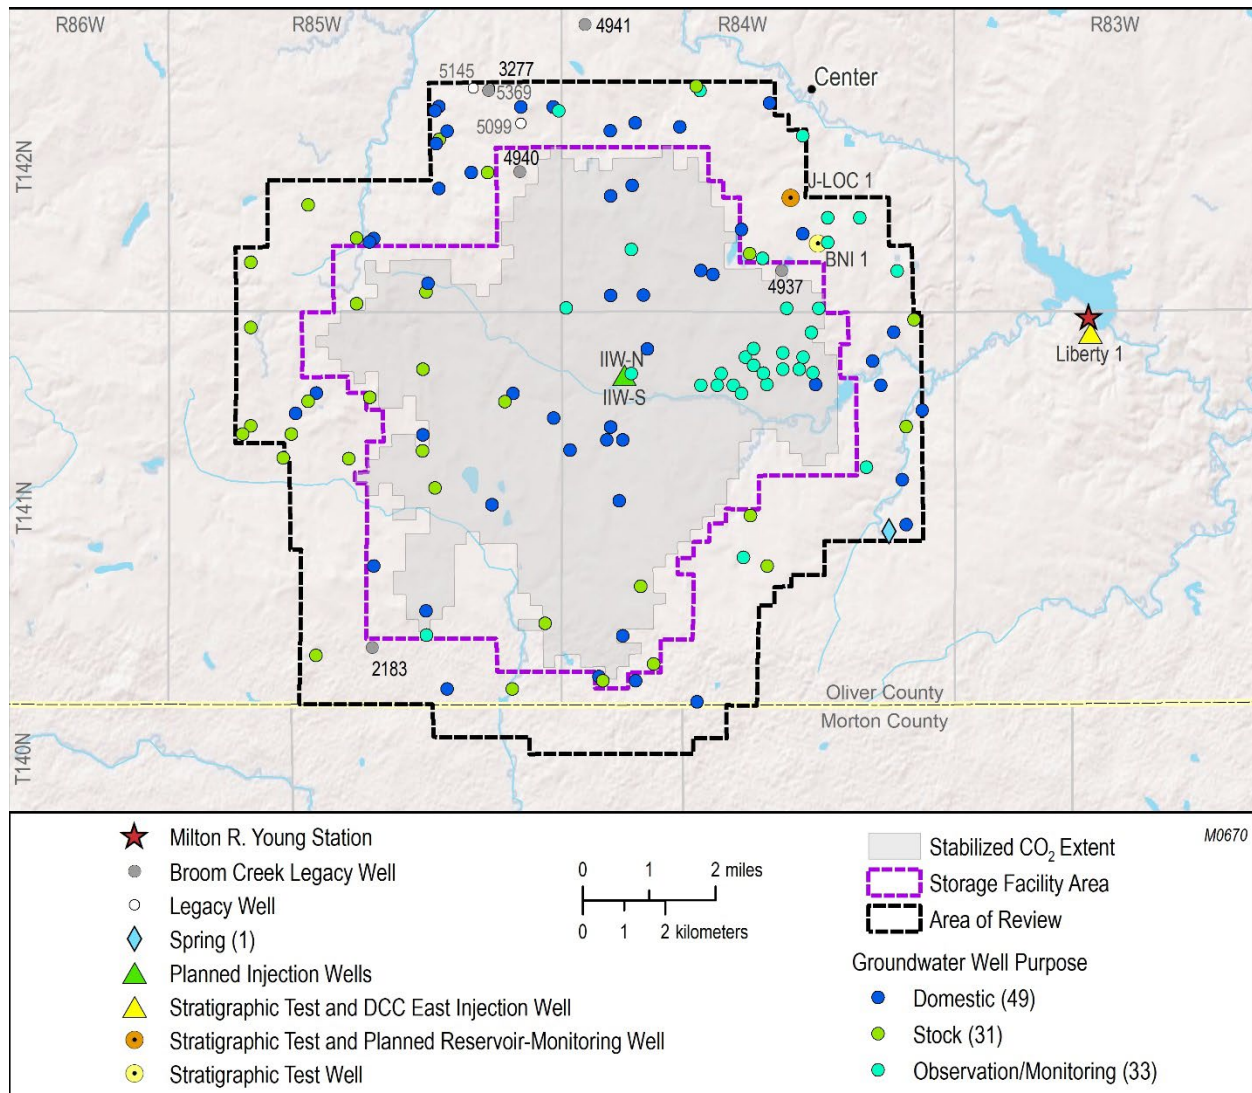 R86W
R85W
R84W
R83W
4941
5145
3277
5369
Center
5099
4940
T142N
J-LOC 1
BNI 1
4937
Liberty 1
IIW-N
IIW-S
T141N
2183
Oliver County
Morton County
T140N
Milton R. Young Station
Broom Creek Legacy Well
Legacy Well
Spring (1)
Planned Injection Wells
Stratigraphic Test and DCC East Injection Well
Stratigraphic Test and Planned Reservoir-Monitoring Well
Stratigraphic Test Well
0 1 2 miles
0 1 2 kilometers
M0670
Stabilized CO₂ Extent
Storage Facility Area
Area of Review
Groundwater Well Purpose
Domestic (49)
Stock (31)
Observation/Monitoring (33)